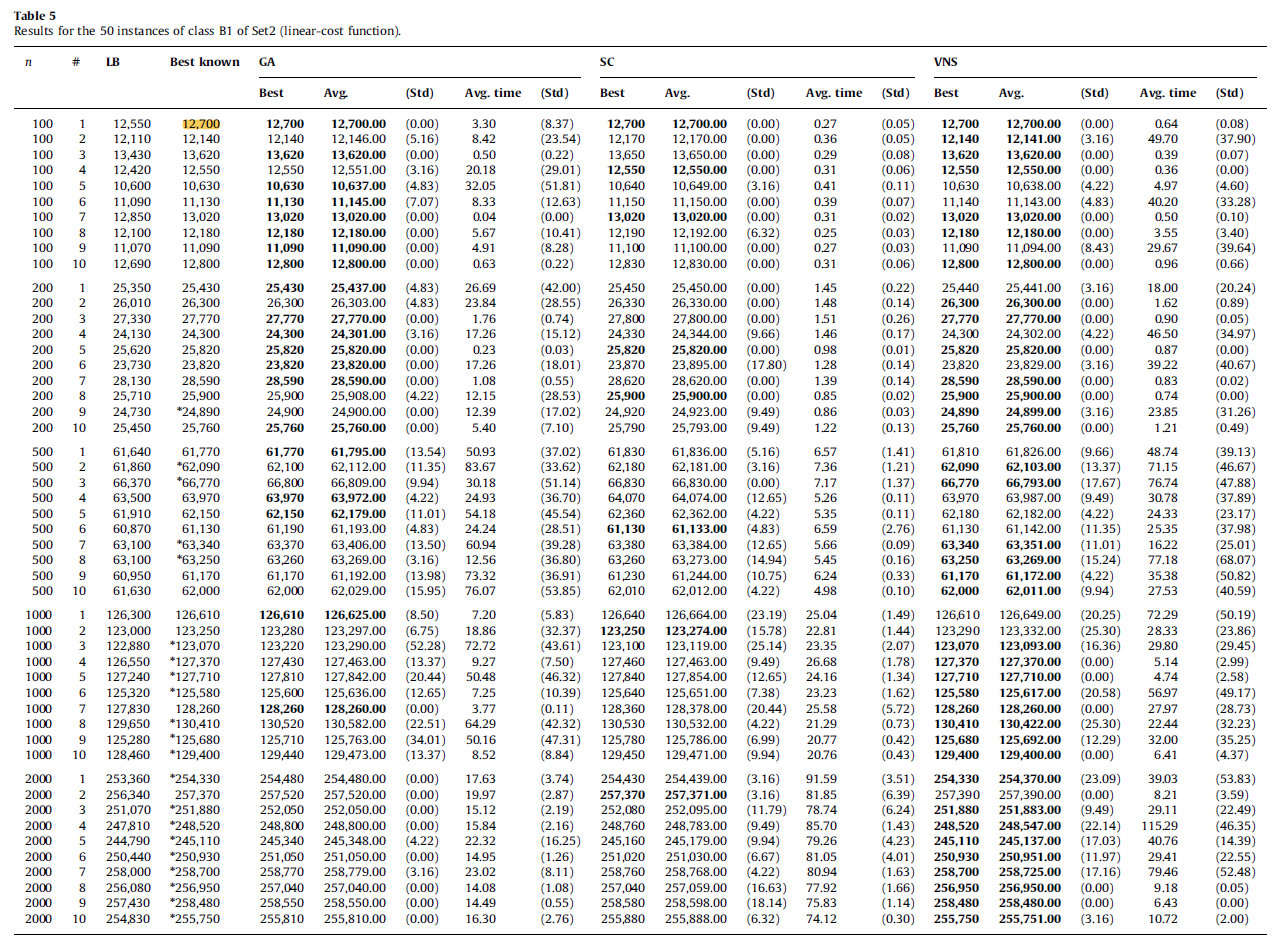 Table 5
Results for the 50 instances of class B1 of Set2 (linear-cost function).
n # LB Best known GA SC VNS
Best Avg. (Std) Avg. time (Std) Best Avg. (Std) Avg. time (Std) Best Avg. (Std) Avg. time (Std)
100 1 12,550 12,700 12,700 12,700.00 (0.00) 3.30 (8.37) 12,700 12,700.00 (0.00) 0.27 (0.05) 12,700 12,700.00 (0.00) 0.64 (0.08)
100 2 12,110 12,140 12,140 12,146.00 (5.16) 8.42 (23.54) 12,170 12,170.00 (0.00) 0.36 (0.05) 12,140 12,141.00 (3.16) 49.70 (37.90)
100 3 13,430 13,620 13,620 13,620.00 (0.00) 0.50 (0.22) 13,650 13,650.00 (0.00) 0.29 (0.08) 13,620 13,620.00 (0.00) 0.39 (0.07)
100 4 12,420 12,550 12,550 12,551.00 (3.16) 20.18 (29.01) 12,550 12,550.00 (0.00) 0.31 (0.06) 12,550 12,550.00 (0.00) 0.36 (0.00)
100 5 10,600 10,630 10,630 10,637.00 (4.83) 32.05 (51.81) 10,640 10,649.00 (3.16) 0.41 (0.11) 10,630 10,638.00 (4.22) 4.97 (4.60)
100 6 11,090 11,130 11,130 11,145.00 (7.07) 8.33 (12.63) 11,150 11,150.00 (0.00) 0.39 (0.07) 11,140 11,143.00 (4.83) 40.20 (33.28)
100 7 12,850 13,020 13,020 13,020.00 (0.00) 0.04 (0.00) 13,020 13,020.00 (0.00) 0.31 (0.02) 13,020 13,020.00 (0.00) 0.50 (0.10)
100 8 12,100 12,180 12,180 12,180.00 (0.00) 5.67 (10.41) 12,190 12,192.00 (6.32) 0.25 (0.03) 12,180 12,180.00 (0.00) 3.55 (3.40)
100 9 11,070 11,090 11,090 11,090.00 (0.00) 4.91 (8.28) 11,100 11,100.00 (0.00) 0.27 (0.03) 11,090 11,094.00 (8.43) 29.67 (39.64)
100 10 12,690 12,800 12,800 12,800.00 (0.00) 0.63 (0.22) 12,830 12,830.00 (0.00) 0.31 (0.06) 12,800 12,800.00 (0.00) 0.96 (0.66)
200 1 25,350 25,430 25,430 25,437.00 (4.83) 26.69 (42.00) 25,450 25,450.00 (0.00) 1.45 (0.22) 25,440 25,441.00 (3.16) 18.00 (20.24)
200 2 26,010 26,300 26,300 26,303.00 (4.83) 23.84 (28.55) 26,330 26,330.00 (0.00) 1.48 (0.14) 26,300 26,300.00 (0.00) 1.62 (0.89)
200 3 27,330 27,770 27,770 27,770.00 (0.00) 1.76 (0.74) 27,800 27,800.00 (0.00) 1.51 (0.26) 27,770 27,770.00 (0.00) 0.90 (0.05)
200 4 24,130 24,300 24,300 24,301.00 (3.16) 17.26 (15.12) 24,330 24,344.00 (9.66) 1.46 (0.17) 24,300 24,302.00 (4.22) 46.50 (34.97)
200 5 25,620 25,820 25,820 25,820.00 (0.00) 0.23 (0.03) 25,820 25,820.00 (0.00) 0.98 (0.01) 25,820 25,820.00 (0.00) 0.87 (0.00)
200 6 23,730 23,820 23,820 23,820.00 (0.00) 17.26 (18.01) 23,870 23,895.00 (17.80) 1.28 (0.14) 23,820 23,829.00 (3.16) 39.22 (40.67)
200 7 28,130 28,590 28,590 28,590.00 (0.00) 1.08 (0.55) 28,620 28,620.00 (0.00) 1.39 (0.14) 28,590 28,590.00 (0.00) 0.83 (0.02)
200 8 25,710 25,900 25,900 25,908.00 (4.22) 12.15 (28.53) 25,900 25,900.00 (0.00) 0.85 (0.02) 25,900 25,900.00 (0.00) 0.74 (0.00)
200 9 24,730 *24,890 24,900 24,900.00 (0.00) 12.39 (17.02) 24,920 24,923.00 (9.49) 0.86 (0.03) 24,890 24,899.00 (3.16) 23.85 (31.26)
200 10 25,450 25,760 25,760 25,760.00 (0.00) 5.40 (7.10) 25,790 25,793.00 (9.49) 1.22 (0.13) 25,760 25,760.00 (0.00) 1.21 (0.49)
500 1 61,640 61,770 61,770 61,795.00 (13.54) 50.93 (37.02) 61,830 61,830.00 (5.16) 6.57 (1.41) 61,810 61,826.00 (9.66) 48.74 (39.13)
500 2 61,860 *62,090 62,100 62,112.00 (11.35) 83.67 (33.62) 62,180 62,181.00 (3.16) 7.36 (1.21) 62,090 62,103.00 (13.37) 71.15 (46.67)
500 3 66,370 *66,770 66,800 66,809.00 (9.94) 30.18 (51.14) 66,830 66,830.00 (0.00) 7.17 (1.37) 66,770 66,793.00 (17.67) 76.74 (47.88)
500 4 63,500 63,970 63,970 63,972.00 (4.22) 24.93 (36.70) 64,070 64,074.00 (12.65) 5.26 (0.11) 63,970 63,987.00 (9.49) 30.78 (37.89)
500 5 61,910 62,150 62,150 62,179.00 (11.01) 54.18 (45.54) 62,360 62,362.00 (4.22) 5.35 (0.11) 62,180 62,182.00 (4.22) 24.33 (23.17)
500 6 60,870 61,130 61,190 61,193.00 (4.83) 24.24 (28.51) 61,130 61,133.00 (4.83) 6.59 (2.76) 61,130 61,142.00 (11.35) 25.35 (37.98)
500 7 63,100 *63,340 63,370 63,406.00 (13.50) 60.94 (39.28) 63,380 63,384.00 (12.65) 5.66 (0.09) 63,340 63,351.00 (11.01) 16.22 (25.01)
500 8 63,100 *63,250 63,260 63,269.00 (3.16) 12.56 (36.80) 63,260 63,273.00 (14.94) 5.45 (0.16) 63,250 63,269.00 (15.24) 77.18 (68.07)
500 9 60,950 61,170 61,170 61,192.00 (13.98) 73.32 (36.91) 61,230 61,244.00 (10.75) 6.24 (0.33) 61,170 61,172.00 (4.22) 35.38 (50.82)
500 10 61,630 62,000 62,000 62,029.00 (15.95) 76.07 (53.85) 62,010 62,012.00 (4.22) 4.98 (0.10) 62,000 62,011.00 (9.94) 27.53 (40.59)
1000 1 126,300 126,610 126,610 126,625.00 (8.50) 7.20 (5.83) 126,640 126,664.00 (23.19) 25.04 (1.49) 126,610 126,649.00 (20.25) 72.29 (50.19)
1000 2 123,000 123,250 123,280 123,297.00 (6.75) 18.86 (32.37) 123,250 123,274.00 (15.78) 22.81 (1.44) 123,290 123,332.00 (25.30) 28.33 (23.86)
1000 3 122,880 *123,070 123,220 123,290.00 (52.28) 72.72 (43.61) 123,100 123,119.00 (25.14) 23.35 (2.07) 123,070 123,093.00 (16.36) 29.80 (29.45)
1000 4 126,550 *127,370 127,430 127,463.00 (13.37) 9.27 (7.50) 127,460 127,463.00 (9.49) 26.68 (1.78) 127,370 127,370.00 (0.00) 5.14 (2.99)
1000 5 127,240 *127,710 127,810 127,842.00 (20.44) 50.48 (46.32) 127,840 127,854.00 (12.65) 24.16 (1.34) 127,710 127,710.00 (0.00) 4.74 (2.58)
1000 6 125,320 *125,580 125,600 125,636.00 (12.65) 7.25 (10.39) 125,640 125,651.00 (7.38) 23.23 (1.62) 125,580 125,617.00 (20.58) 56.97 (49.17)
1000 7 127,830 128,260 128,260 128,260.00 (0.00) 3.77 (0.11) 128,360 128,378.00 (20.44) 25.58 (5.72) 128,260 128,260.00 (0.00) 27.97 (28.73)
1000 8 129,650 *130,410 130,520 130,582.00 (22.51) 64.29 (42.32) 130,530 130,532.00 (4.22) 21.29 (0.73) 130,410 130,422.00 (25.30) 22.44 (32.23)
1000 9 125,280 *125,680 125,710 125,763.00 (34.01) 50.16 (47.31) 125,780 125,786.00 (6.99) 20.77 (0.42) 125,680 125,692.00 (12.29) 32.00 (35.25)
1000 10 128,460 *129,400 129,440 129,473.00 (13.37) 8.52 (8.84) 129,450 129,471.00 (9.94) 20.76 (0.43) 129,400 129,400.00 (0.00) 6.41 (4.37)
2000 1 253,360 *254,330 254,480 254,480.00 (0.00) 17.63 (3.74) 254,430 254,439.00 (3.16) 91.59 (3.51) 254,330 254,370.00 (23.09) 39.03 (53.83)
2000 2 256,340 257,370 257,520 257,520.00 (0.00) 19.97 (2.87) 257,370 257,371.00 (3.16) 81.85 (6.39) 257,390 257,390.00 (0.00) 8.21 (3.59)
2000 3 251,070 *251,880 252,050 252,050.00 (0.00) 15.12 (2.19) 252,080 252,095.00 (11.79) 78.74 (6.24) 251,880 251,883.00 (9.49) 29.11 (22.49)
2000 4 247,810 *248,520 248,800 248,800.00 (0.00) 15.84 (2.16) 248,760 248,783.00 (9.49) 85.70 (1.43) 248,520 248,547.00 (22.14) 115.29 (46.35)
2000 5 244,790 *245,110 245,340 245,348.00 (4.22) 22.32 (16.25) 245,160 245,179.00 (9.94) 79.26 (4.23) 245,110 245,137.00 (17.03) 40.76 (14.39)
2000 6 250,440 *250,930 251,050 251,050.00 (0.00) 14.95 (1.26) 251,020 251,030.00 (6.67) 81.05 (4.01) 250,930 250,951.00 (11.97) 29.41 (22.55)
2000 7 258,000 *258,700 258,770 258,779.00 (3.16) 23.02 (8.11) 258,760 258,768.00 (4.22) 80.94 (1.63) 258,700 258,725.00 (17.16) 79.46 (52.48)
2000 8 256,080 *256,950 257,040 257,040.00 (0.00) 14.08 (1.08) 257,040 257,059.00 (16.63) 77.92 (1.66) 256,950 256,950.00 (0.00) 9.18 (0.05)
2000 9 257,430 *258,480 258,550 258,550.00 (0.00) 14.49 (0.55) 258,580 258,598.00 (18.14) 75.83 (1.14) 258,480 258,480.00 (0.00) 6.43 (0.00)
2000 10 254,830 *255,750 255,810 255,810.00 (0.00) 16.30 (2.76) 255,880 255,888.00 (6.32) 74.12 (0.30) 255,750 255,751.00 (3.16) 10.72 (2.00)